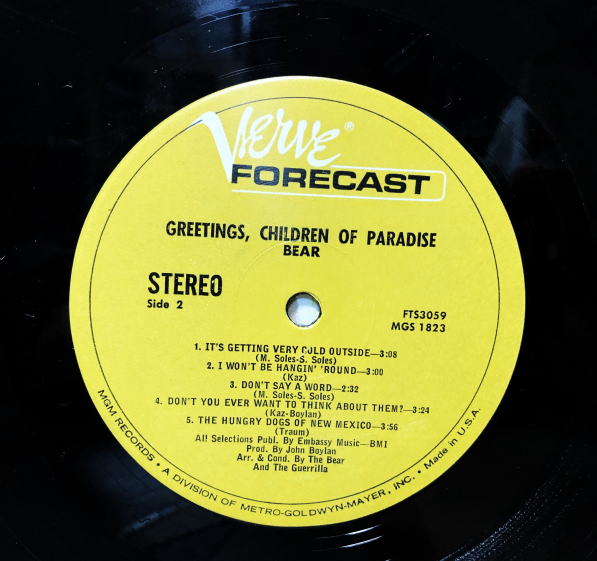 Verve®
FORECAST
GREETINGS, CHILDREN OF PARADISE
BEAR
STEREO
Side 2
FTS3059
MGS 1823
1. IT'S GETTING VERY COLD OUTSIDE—3:08
(M. Soles-S. Soles)
2. I WON'T BE HANGIN' 'ROUND—3:00
(Kaz)
3. DON'T SAY A WORD—2:32
(M. Soles-S. Soles)
4. DON'T YOU EVER WANT TO THINK ABOUT THEM?—3:24
(Kaz-Boylan)
5. THE HUNGRY DOGS OF NEW MEXICO—3:56
(Traum)
All Selections Publ. By Embassy Music—BMI
Prod. By John Boylan
Arr. & Cond. By The Bear
And The Guerrilla
MGM RECORDS • A DIVISION OF METRO-GOLDWYN-MAYER, INC. • Made in U.S.A.